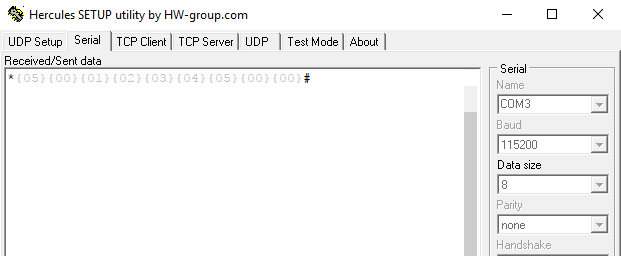 Hercules SETUP utility by HW-group.com
UDP Setup Serial TCP Client TCP Server UDP Test Mode About
Received/Sent data
*{05}{00}{01}{02}{03}{04}{05}{00}{00}#
Serial
Name
COM3
Baud
115200
Data size
8
Parity
none
Handshake